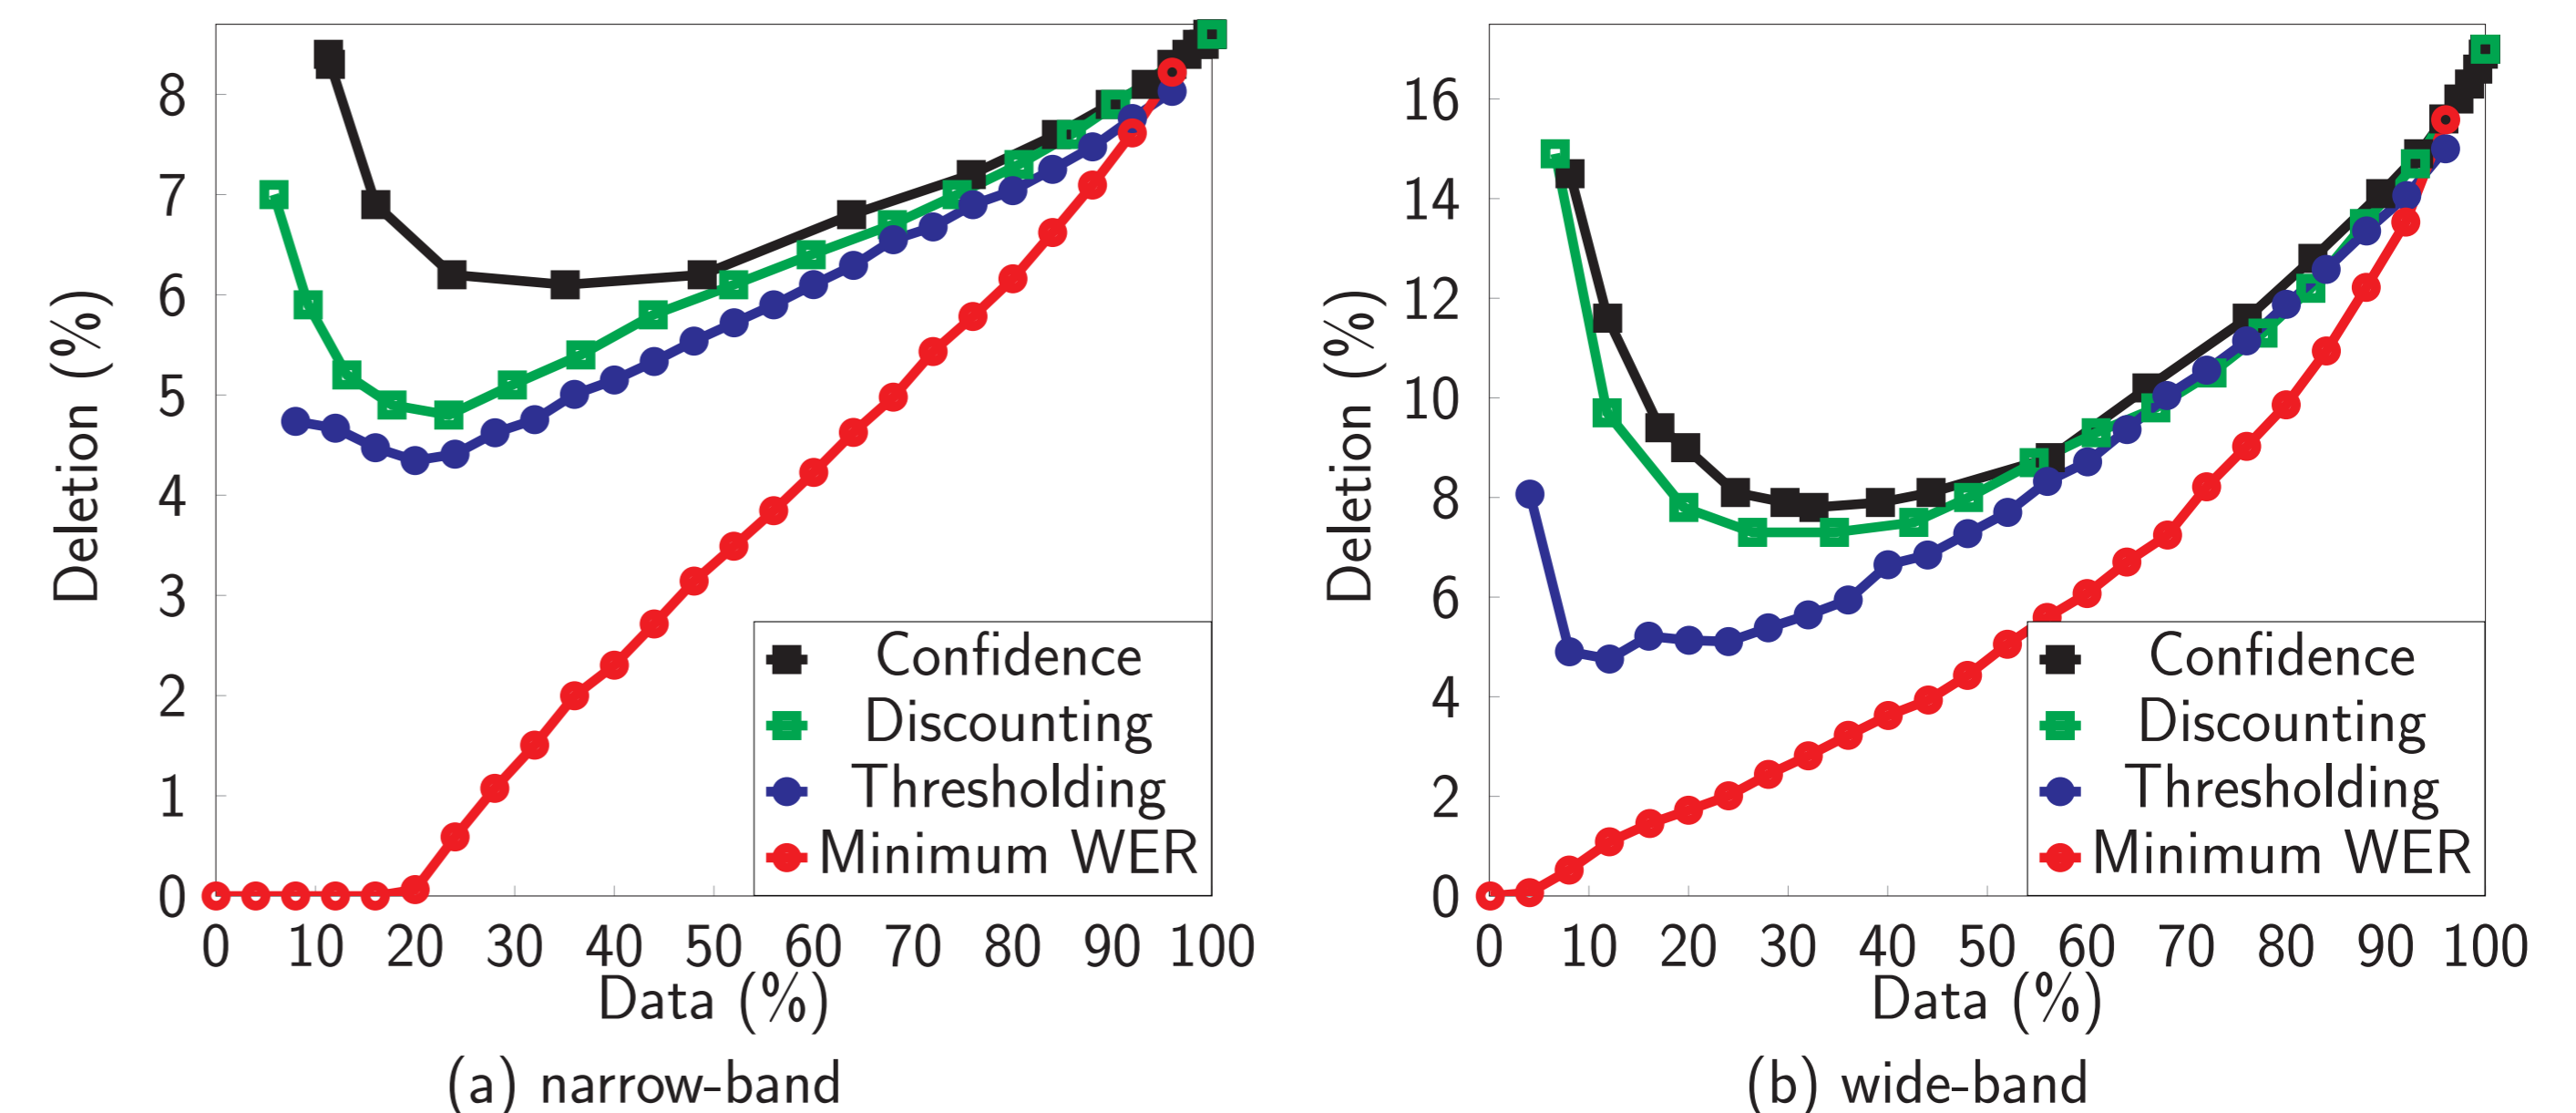 Deletion (%)
8
7
6
5
4
3
2
1
0
0 10 20 30 40 50 60 70 80 90 100
Data (%)
Confidence
Discounting
Thresholding
Minimum WER
(a) narrow-band
Deletion (%)
16
14
12
10
8
6
4
2
0
0 10 20 30 40 50 60 70 80 90 100
Data (%)
Confidence
Discounting
Thresholding
Minimum WER
(b) wide-band